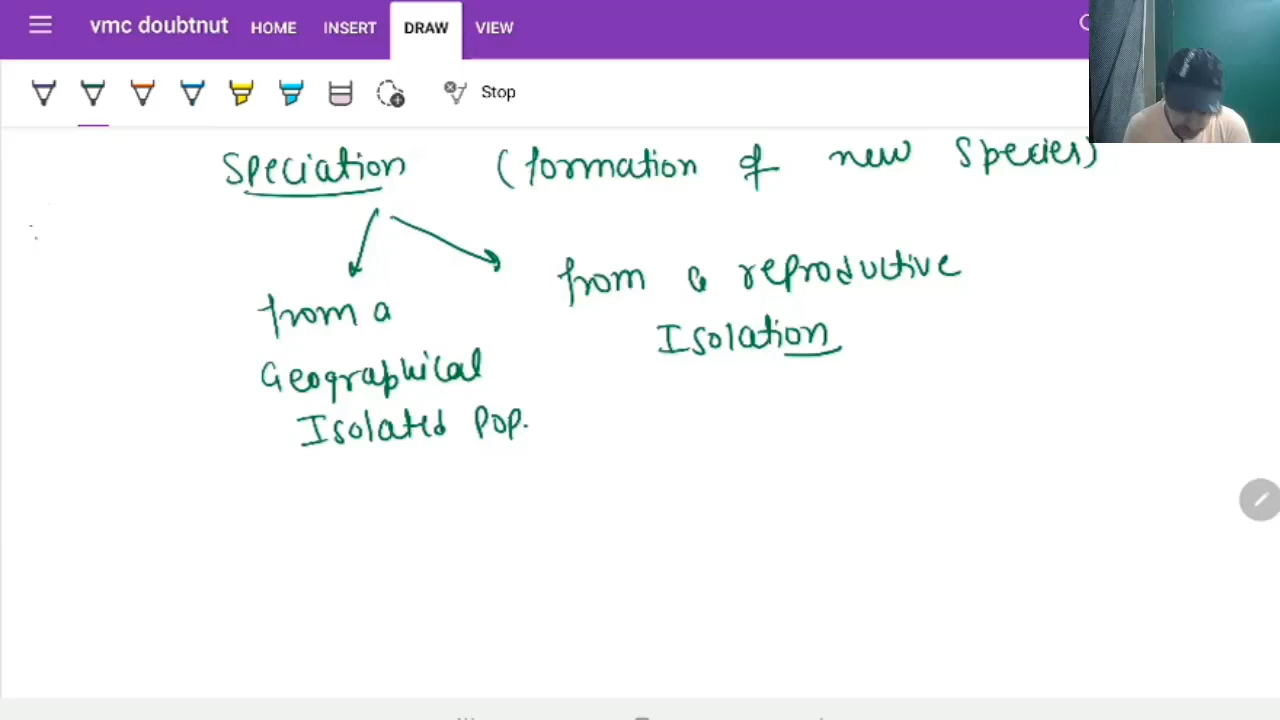 vmc doubtnut HOME INSERT DRAW VIEW
Stop
Speciation (formation of new Species)
from a reproductive
Isolation
from a
Geographical
Isolated Pop.